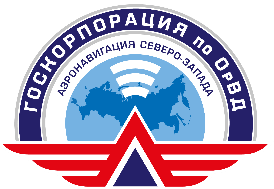 ГОСКОРПОРАЦИЯ по ОрВД
АЭРОНАВИГАЦИЯ СЕВЕРО-ЗАПАДА